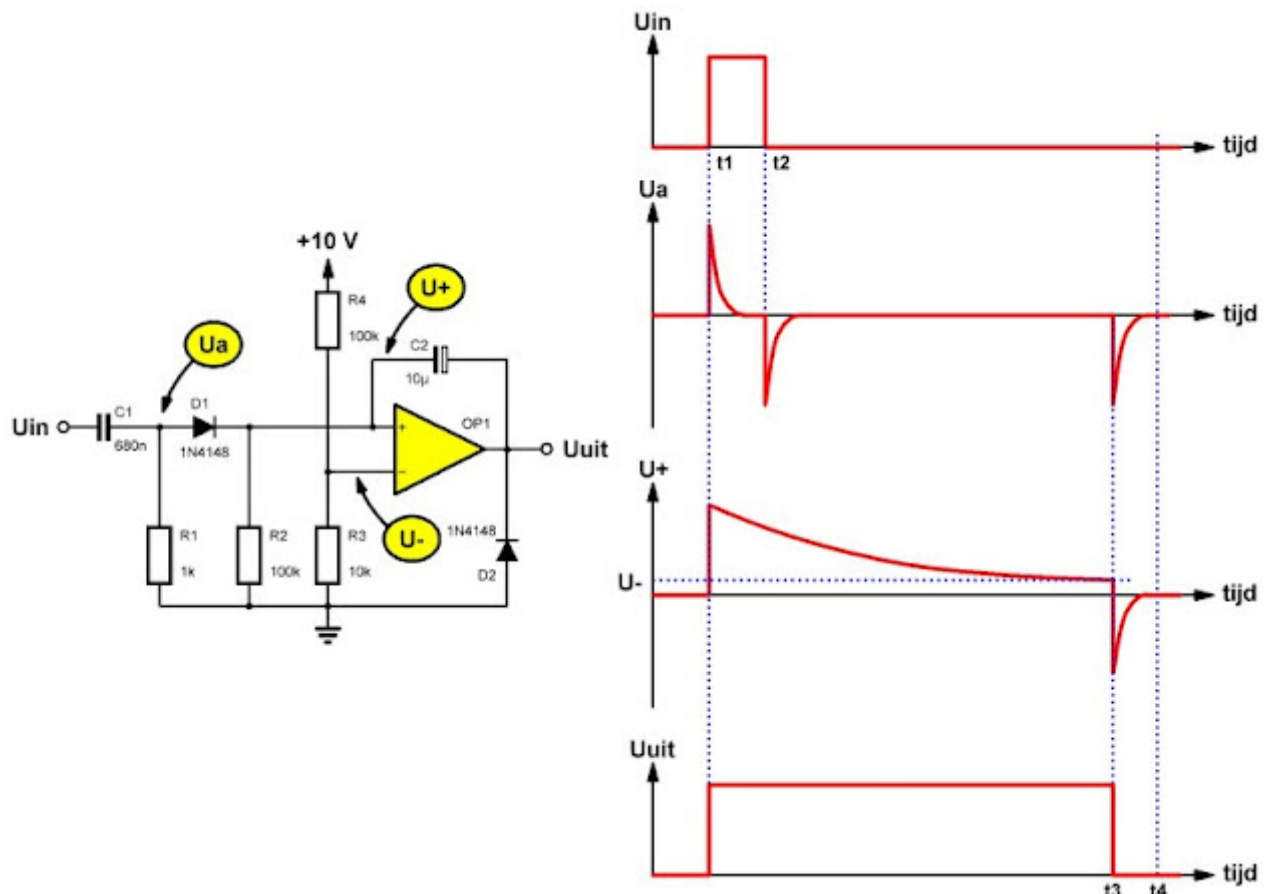 +10 V
R4
100k
U+
C2
10µ
Ua
Uin
C1
680n
D1
1N4148
OP1
+
−
Uuit
R1
1k
R2
100k
R3
10k
U-
1N4148
D2
Uin
tijd
t1
t2
Ua
tijd
U+
U-
tijd
Uuit
tijd
t3
t4